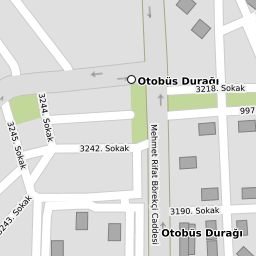 Otobüs Durağı
3218. Sokak
3244. Sokak
997
3245. Sokak
3242. Sokak
Mehmet Rifat Börekçi Caddesi
3243. Sokak
3190. Sokak
Otobüs Durağı